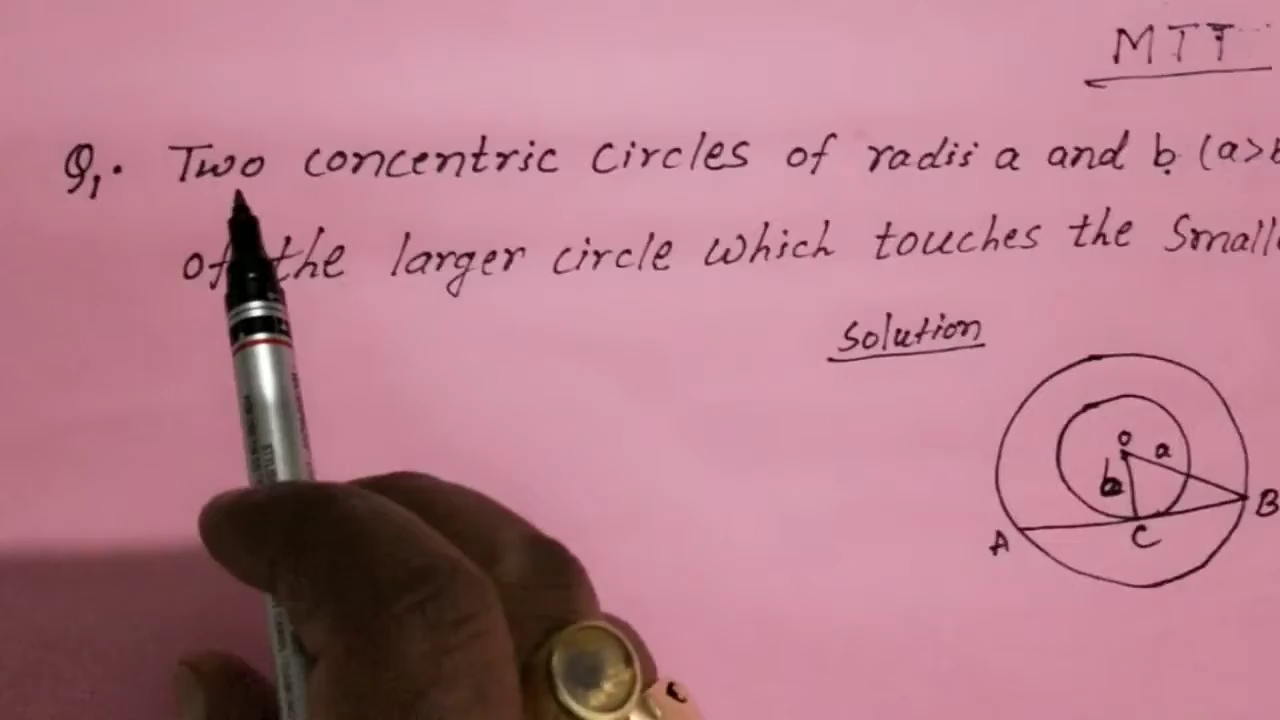 MTT
Q1. Two concentric circles of radii a and b (a>b
of the larger circle which touches the Small
Solution
O
a
b
B
A
C